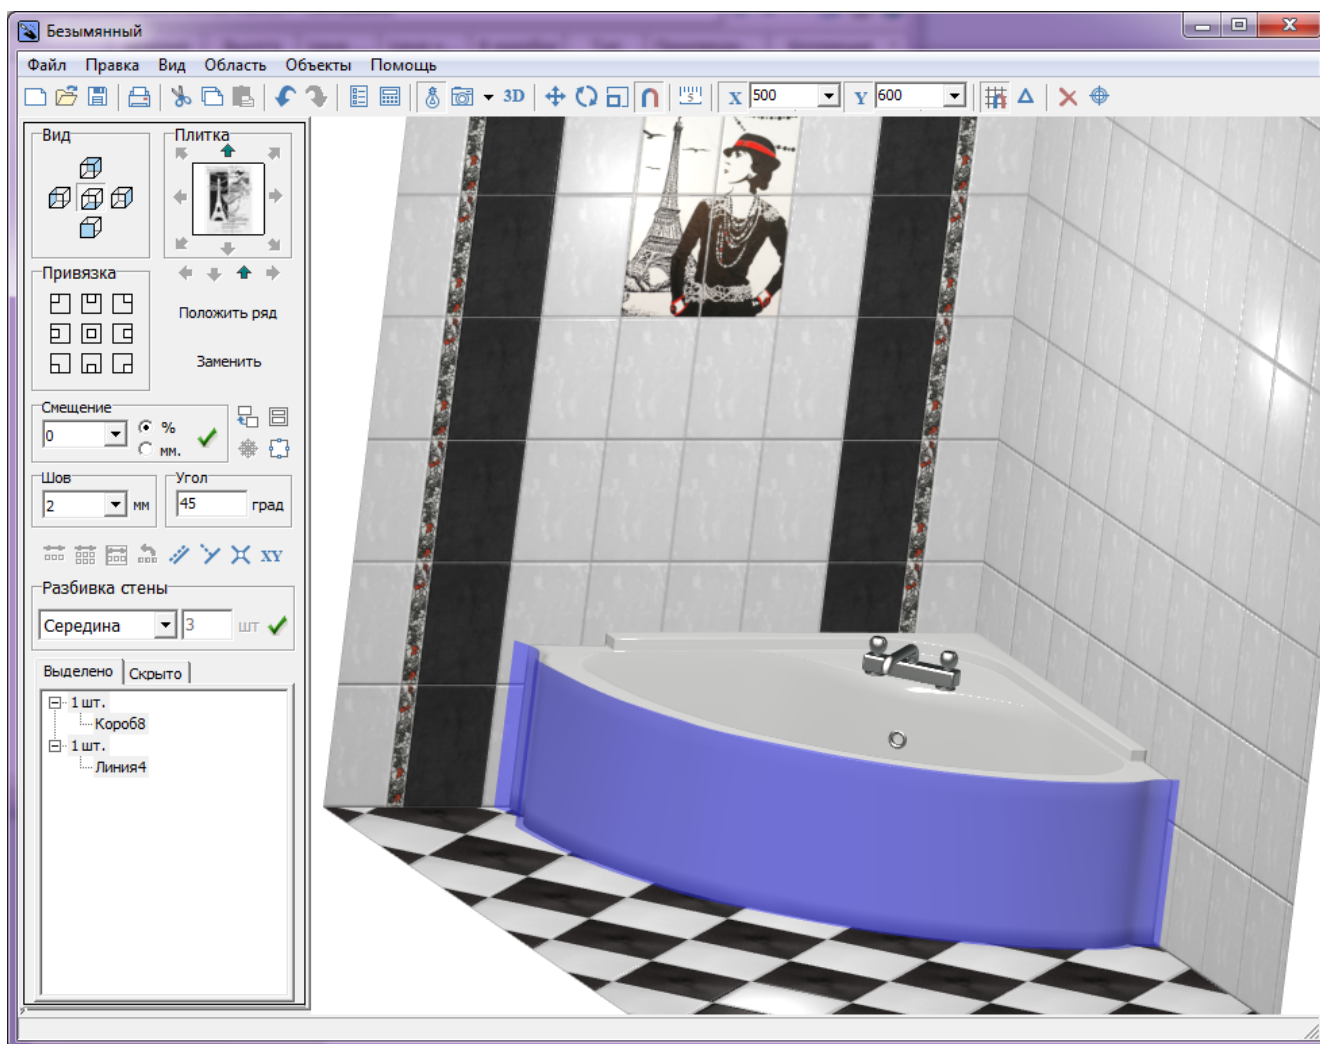 Безымянный
Файл Правка Вид Область Объекты Помощь
3D 5 X 500 Y 600
Вид Плитка
Привязка
Положить ряд
Заменить
Смещение
0 % мм.
Шов Угол
2 мм 45 град
XY
Разбивка стены
Середина 3 шт
Выделено Скрыто
1 шт.
Короб8
1 шт.
Линия4